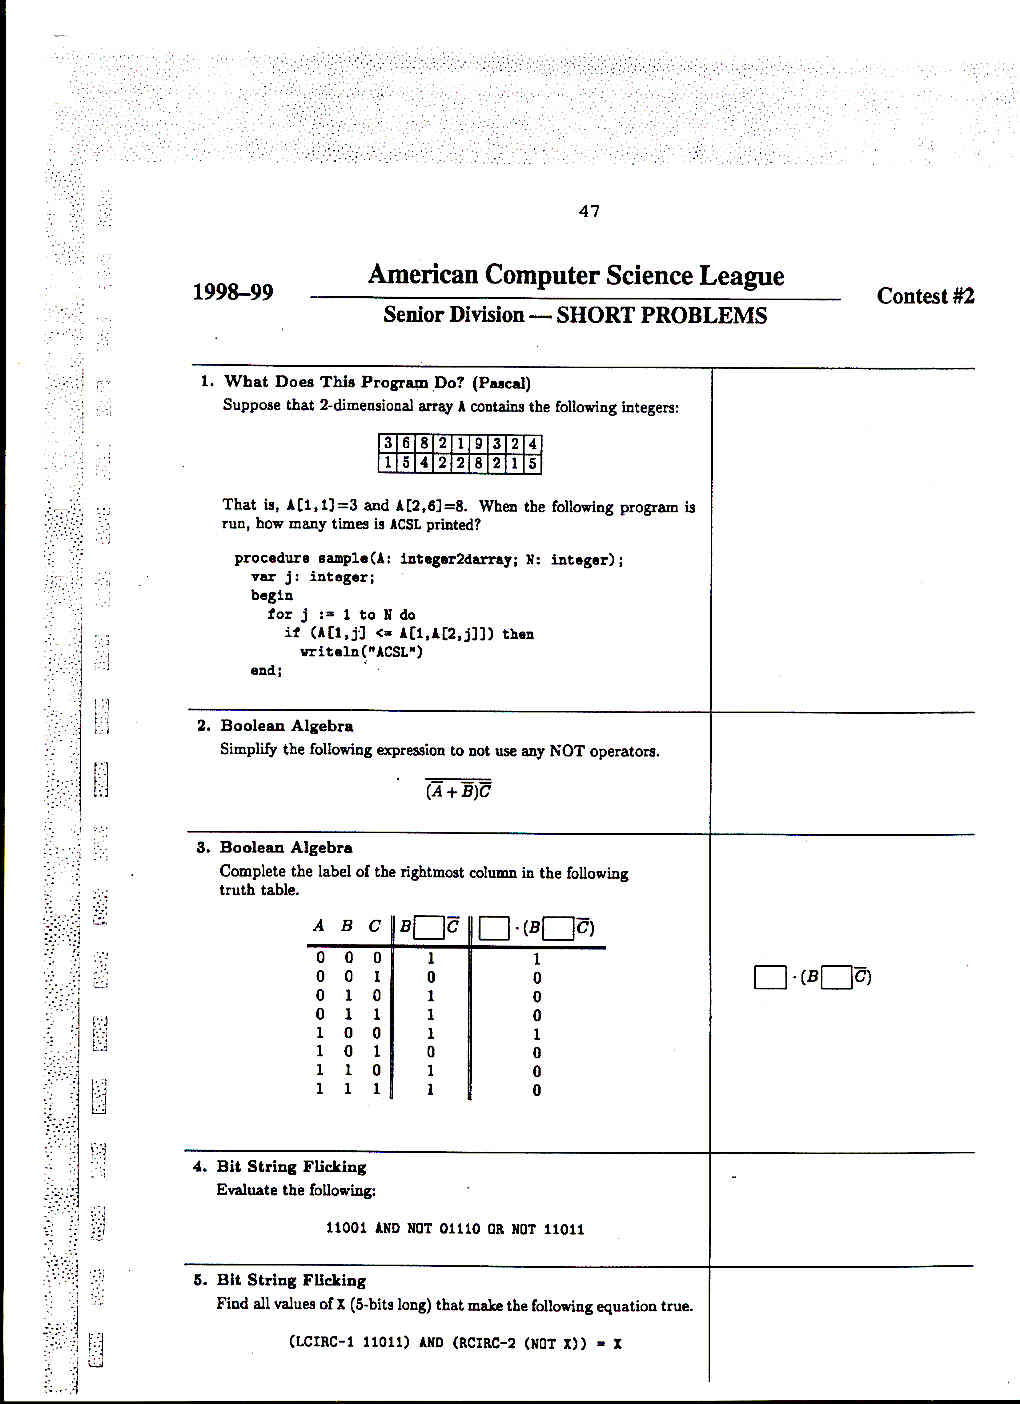 47
American Computer Science League
1998–99
Contest #2
Senior Division — SHORT PROBLEMS
1. What Does This Program Do? (Pascal)
Suppose that 2-dimensional array A contains the following integers:
3 6 8 2 1 9 3 2 4
1 5 4 2 2 8 2 1 5
That is, A[1,1]=3 and A[2,6]=8. When the following program is
run, how many times is ACSL printed?
procedure sample(A: integer2darray; N: integer);
var j: integer;
begin
for j := 1 to N do
if (A[1,j] <= A[1,A[2,j]]) then
writeln("ACSL")
end;
2. Boolean Algebra
Simplify the following expression to not use any NOT operators.
$\overline{(\overline{A} + \overline{B})\overline{C}}$
3. Boolean Algebra
Complete the label of the rightmost column in the following
truth table.
A B C B□C̅ □·(B□C̅)
0 0 0 1 1
0 0 1 0 0
0 1 0 1 0
0 1 1 1 0
1 0 0 1 1
1 0 1 0 0
1 1 0 1 0
1 1 1 1 0
□·(B□C̅)
4. Bit String Flicking
Evaluate the following:
11001 AND NOT 01110 OR NOT 11011
5. Bit String Flicking
Find all values of X (5-bits long) that make the following equation true.
(LCIRC-1 11011) AND (RCIRC-2 (NOT X)) = X